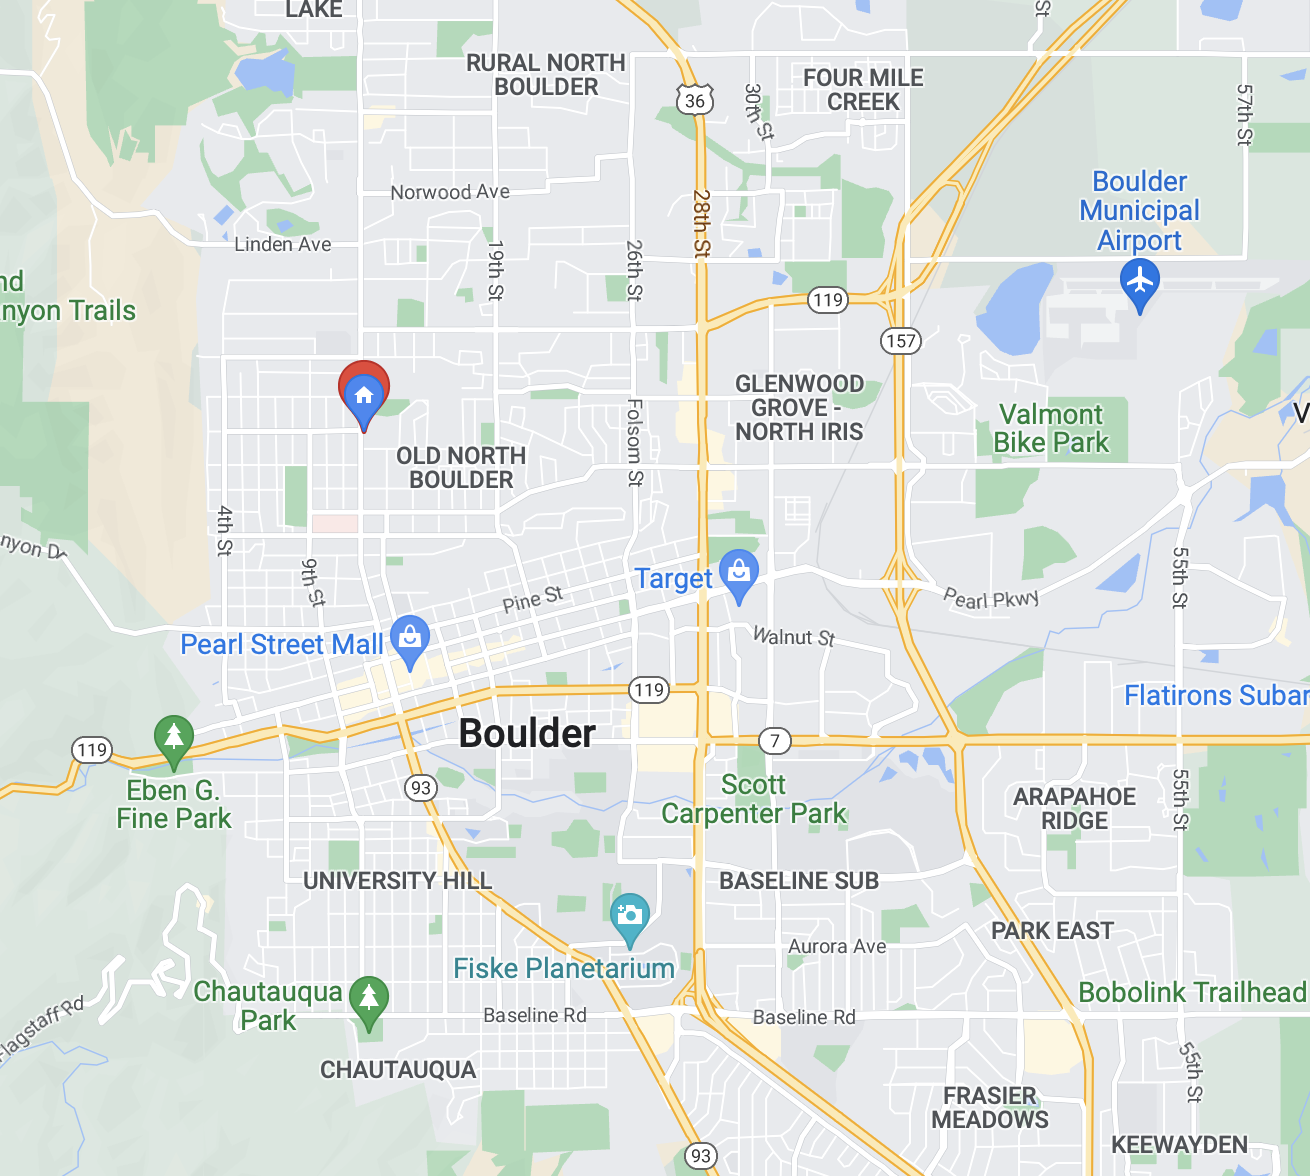 LAKE
St
RURAL NORTH
BOULDER
FOUR MILE
CREEK
36
30th St
57th St
Boulder
Municipal
Airport
Norwood Ave
28th St
Linden Ave
19th St
26th St
nd
nyon Trails
119
157
GLENWOOD
GROVE -
NORTH IRIS
Valmont
Bike Park
V
Folsom St
OLD NORTH
BOULDER
4th St
nyon Dr
9th St
Target
Pine St
Pearl Pkwy
55th St
Pearl Street Mall
Walnut St
119
Flatirons Subar
Boulder
7
119
93
Eben G.
Fine Park
Scott
Carpenter Park
ARAPAHOE
RIDGE
55th St
UNIVERSITY HILL
BASELINE SUB
PARK EAST
Aurora Ave
Fiske Planetarium
Chautauqua
Park
Bobolink Trailhead
Flagstaff Rd
Baseline Rd
Baseline Rd
CHAUTAUQUA
55th St
FRASIER
MEADOWS
KEEWAYDEN
93